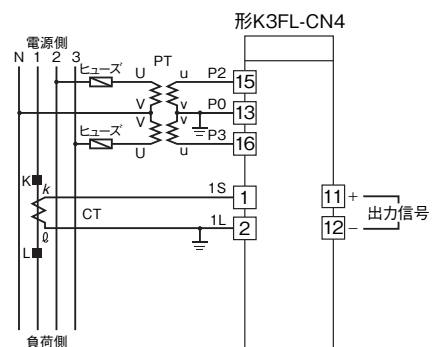 形K3FL-CN4
電源側
N 1 2 3
PT
ヒューズ U u P2 15
V v P0 13
V v
ヒューズ U u P3 16
K k 1S 1 11 +
CT 出力信号
L ℓ 1L 2 12 −
負荷側